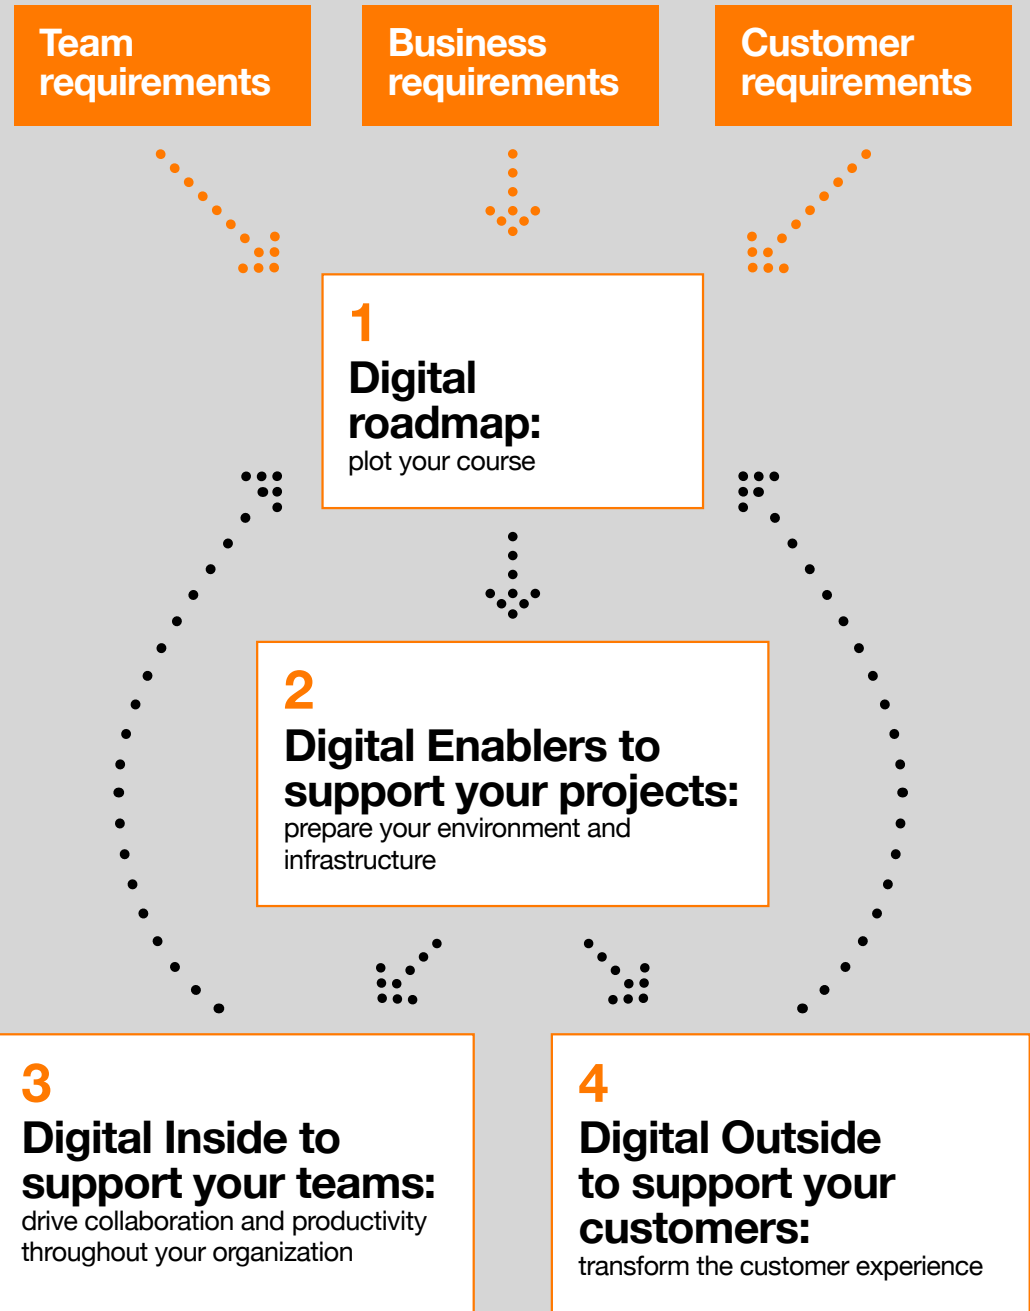 Team
requirements
Business
requirements
Customer
requirements
1
Digital
roadmap:
plot your course
2
Digital Enablers to
support your projects:
prepare your environment and
infrastructure
3
Digital Inside to
support your teams:
drive collaboration and productivity
throughout your organization
4
Digital Outside
to support your
customers:
transform the customer experience